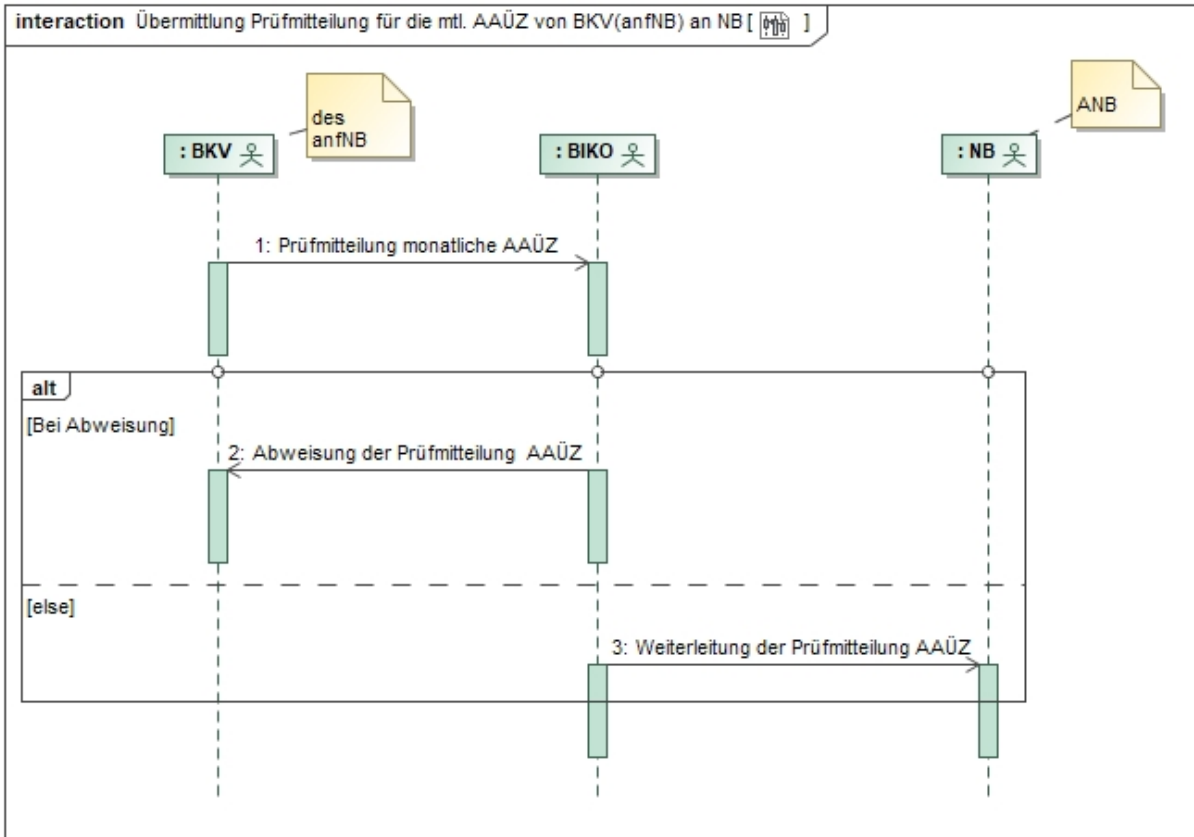 interaction Übermittlung Prüfmitteilung für die mtl. AAÜZ von BKV(anfNB) an NB [ ]
des
anfNB
ANB
: BKV
: BIKO
: NB
1: Prüfmitteilung monatliche AAÜZ
alt
[Bei Abweisung]
2: Abweisung der Prüfmitteilung AAÜZ
[else]
3: Weiterleitung der Prüfmitteilung AAÜZ